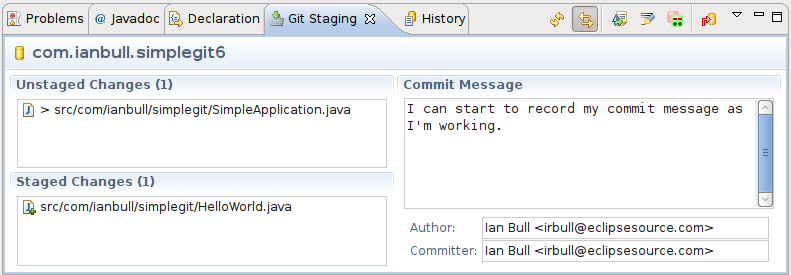 Problems @ Javadoc Declaration Git Staging History
com.ianbull.simplegit6
Unstaged Changes (1)
> src/com/ianbull/simplegit/SimpleApplication.java
Staged Changes (1)
src/com/ianbull/simplegit/HelloWorld.java
Commit Message
I can start to record my commit message as
I'm working.
Author: Ian Bull <irbull@eclipsesource.com>
Committer: Ian Bull <irbull@eclipsesource.com>